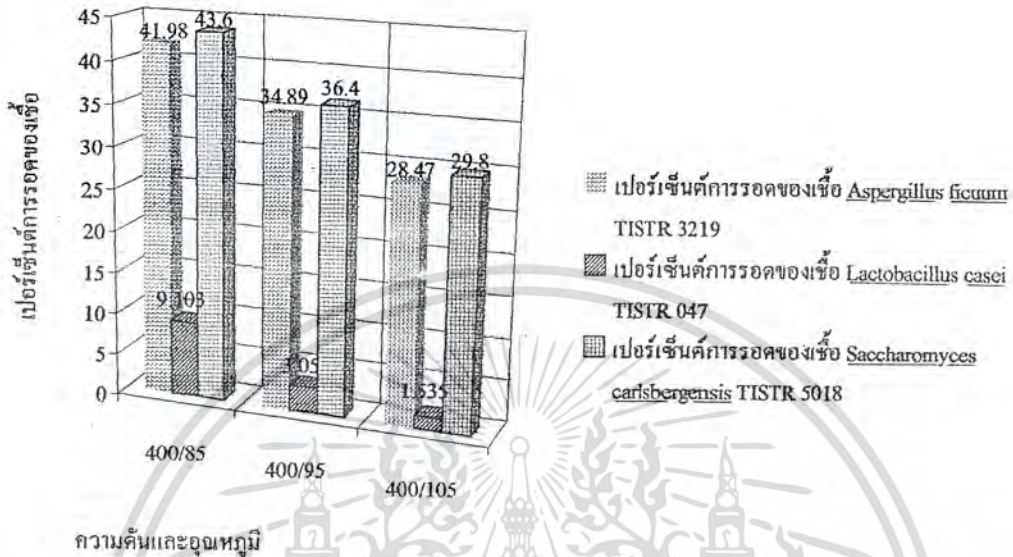 เปอร์เซ็นต์การรอดของเชื้อ
45
40
35
30
25
20
15
10
5
0
41.98
9.103
43.6
34.89
36.4
28.47
1.535
29.8
400/85
400/95
400/105
ความดันและอุณหภูมิ
เปอร์เซ็นต์การรอดของเชื้อ Aspergillus ficuum
TISTR 3219
เปอร์เซ็นต์การรอดของเชื้อ Lactobacillus casei
TISTR 047
เปอร์เซ็นต์การรอดของเชื้อ Saccharomyces
carlsbergensis TISTR 5018